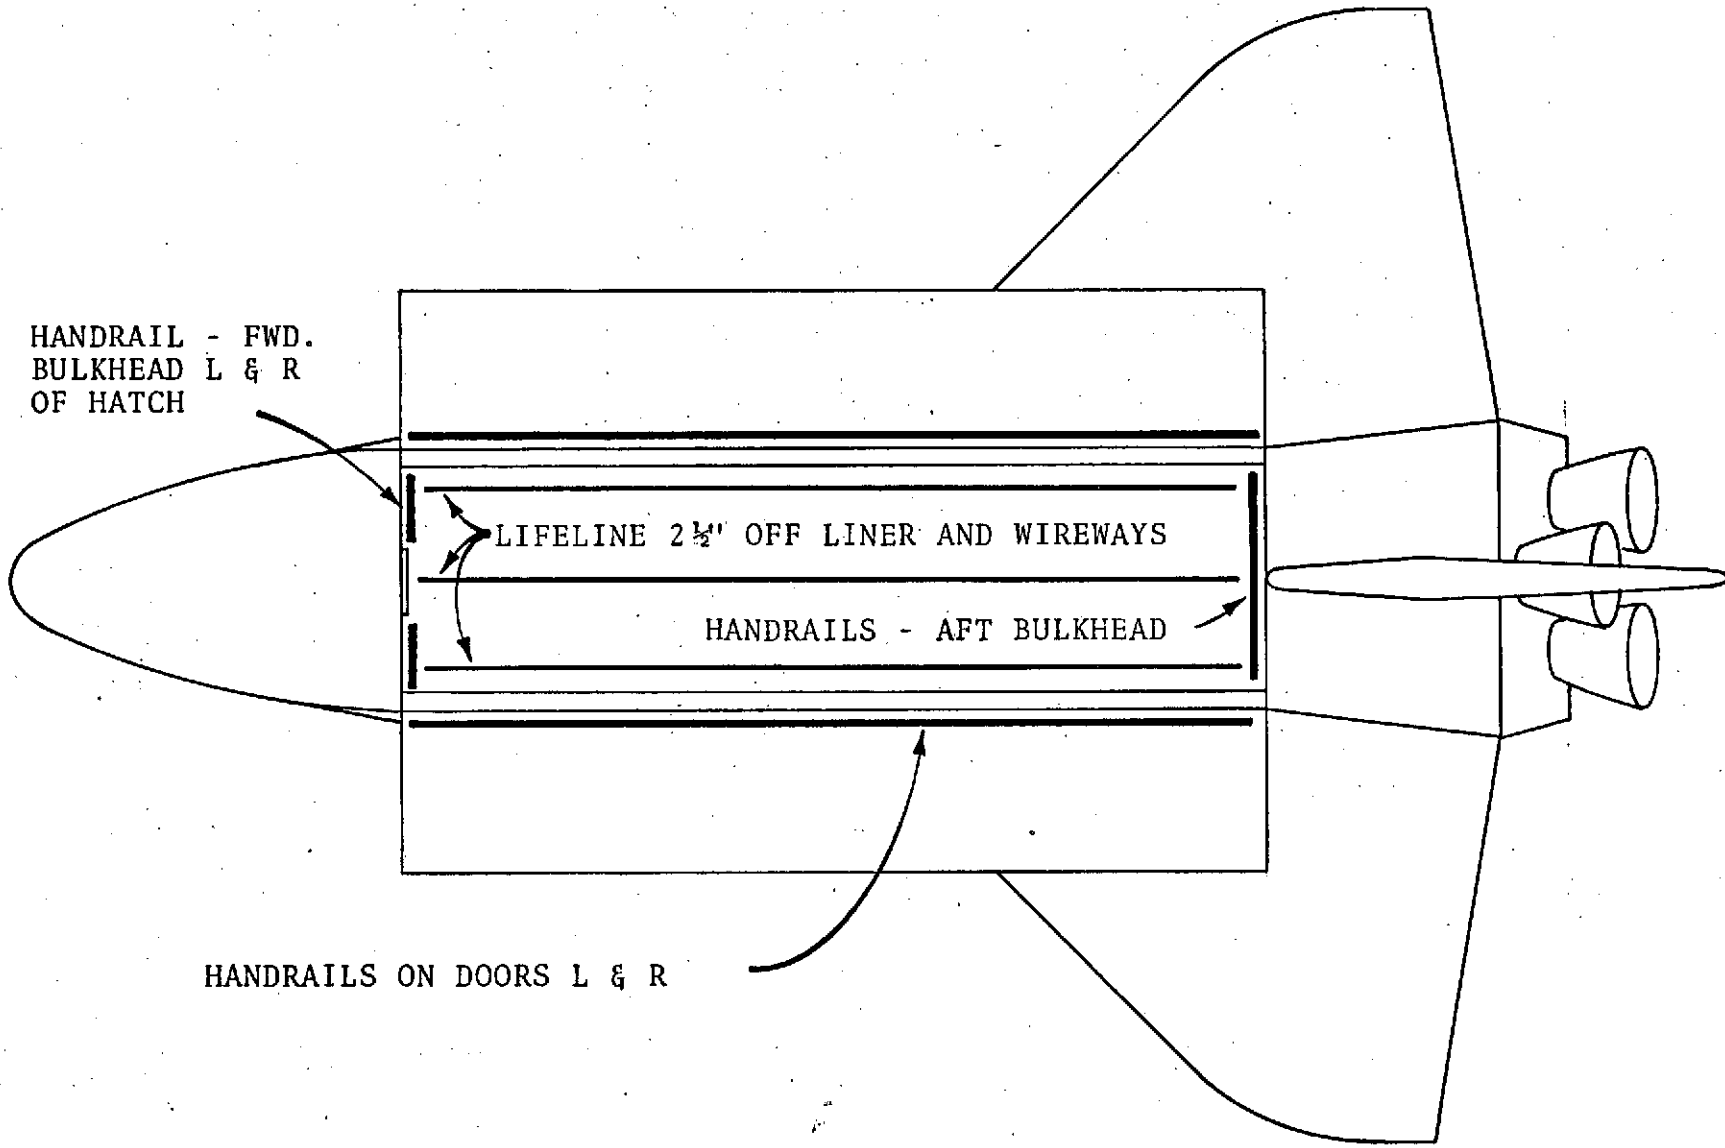 HANDRAIL - FWD.
BULKHEAD L & R
OF HATCH
LIFELINE 2½" OFF LINER AND WIREWAYS
HANDRAILS - AFT BULKHEAD
HANDRAILS ON DOORS L & R